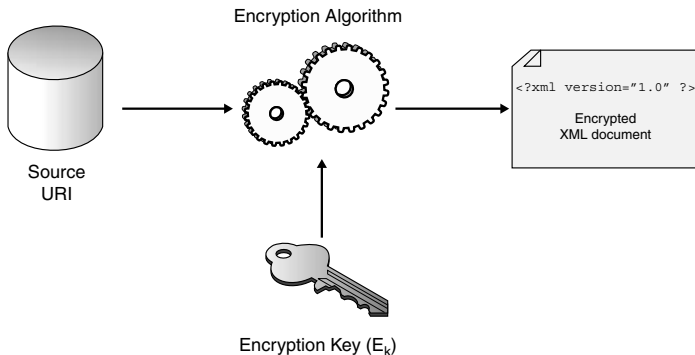 Encryption Algorithm
<?xml version=”1.0” ?>
Encrypted
XML document
Source
URI
Encryption Key (Eₖ)